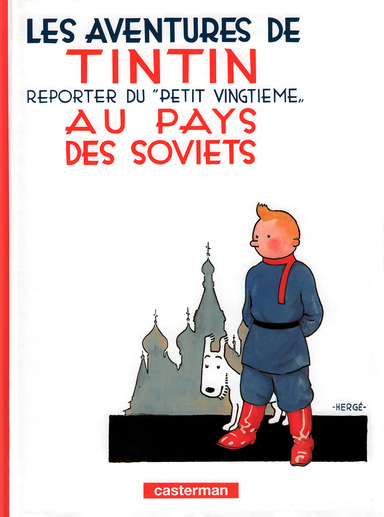 LES AVENTURES DE
TINTIN
REPORTER DU "PETIT VINGTIEME„
AU PAYS
DES SOVIETS
-HERGÉ-
casterman